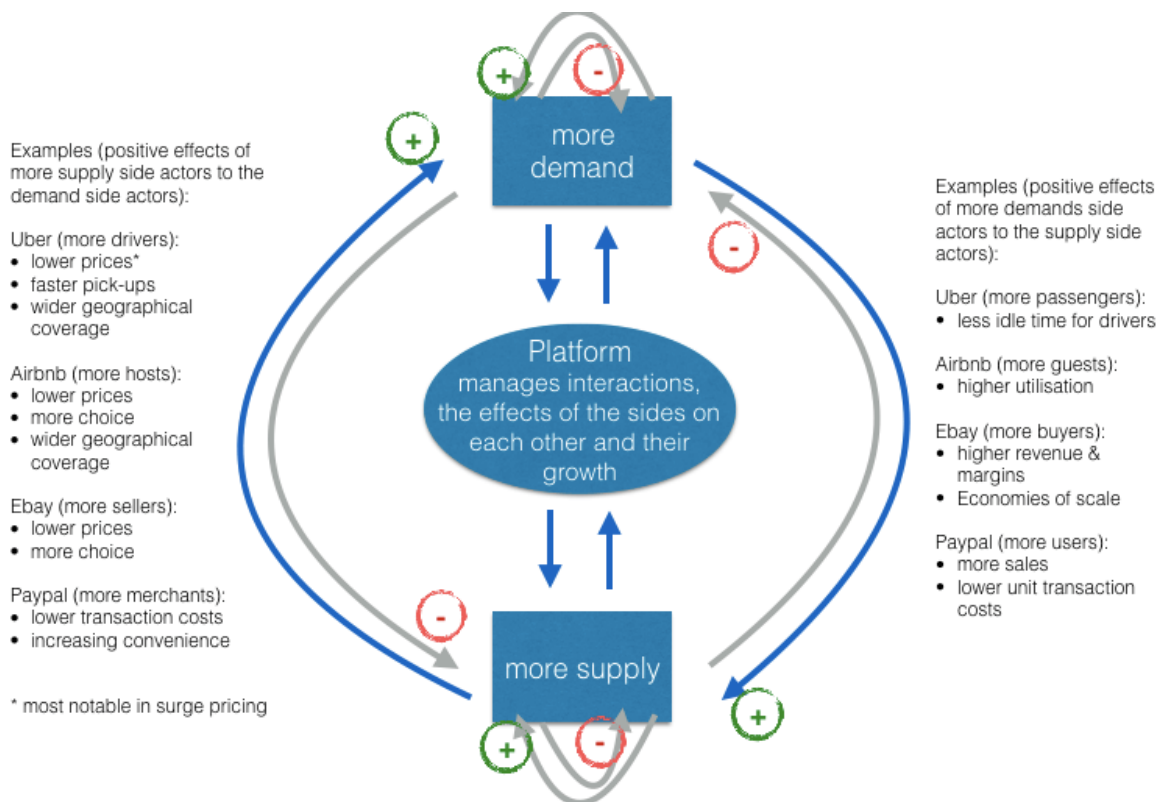 +
-
more
demand
+
-
Examples (positive effects of
more supply side actors to the
demand side actors):
Uber (more drivers):
• lower prices*
• faster pick-ups
• wider geographical
coverage
Airbnb (more hosts):
• lower prices
• more choice
• wider geographical
coverage
Ebay (more sellers):
• lower prices
• more choice
Paypal (more merchants):
• lower transaction costs
• increasing convenience
* most notable in surge pricing
Platform
manages interactions,
the effects of the sides on
each other and their
growth
Examples (positive effects
of more demands side
actors to the supply side
actors):
Uber (more passengers):
• less idle time for drivers
Airbnb (more guests):
• higher utilisation
Ebay (more buyers):
• higher revenue &
margins
• Economies of scale
Paypal (more users):
• more sales
• lower unit transaction
costs
-
more supply
+
+
-